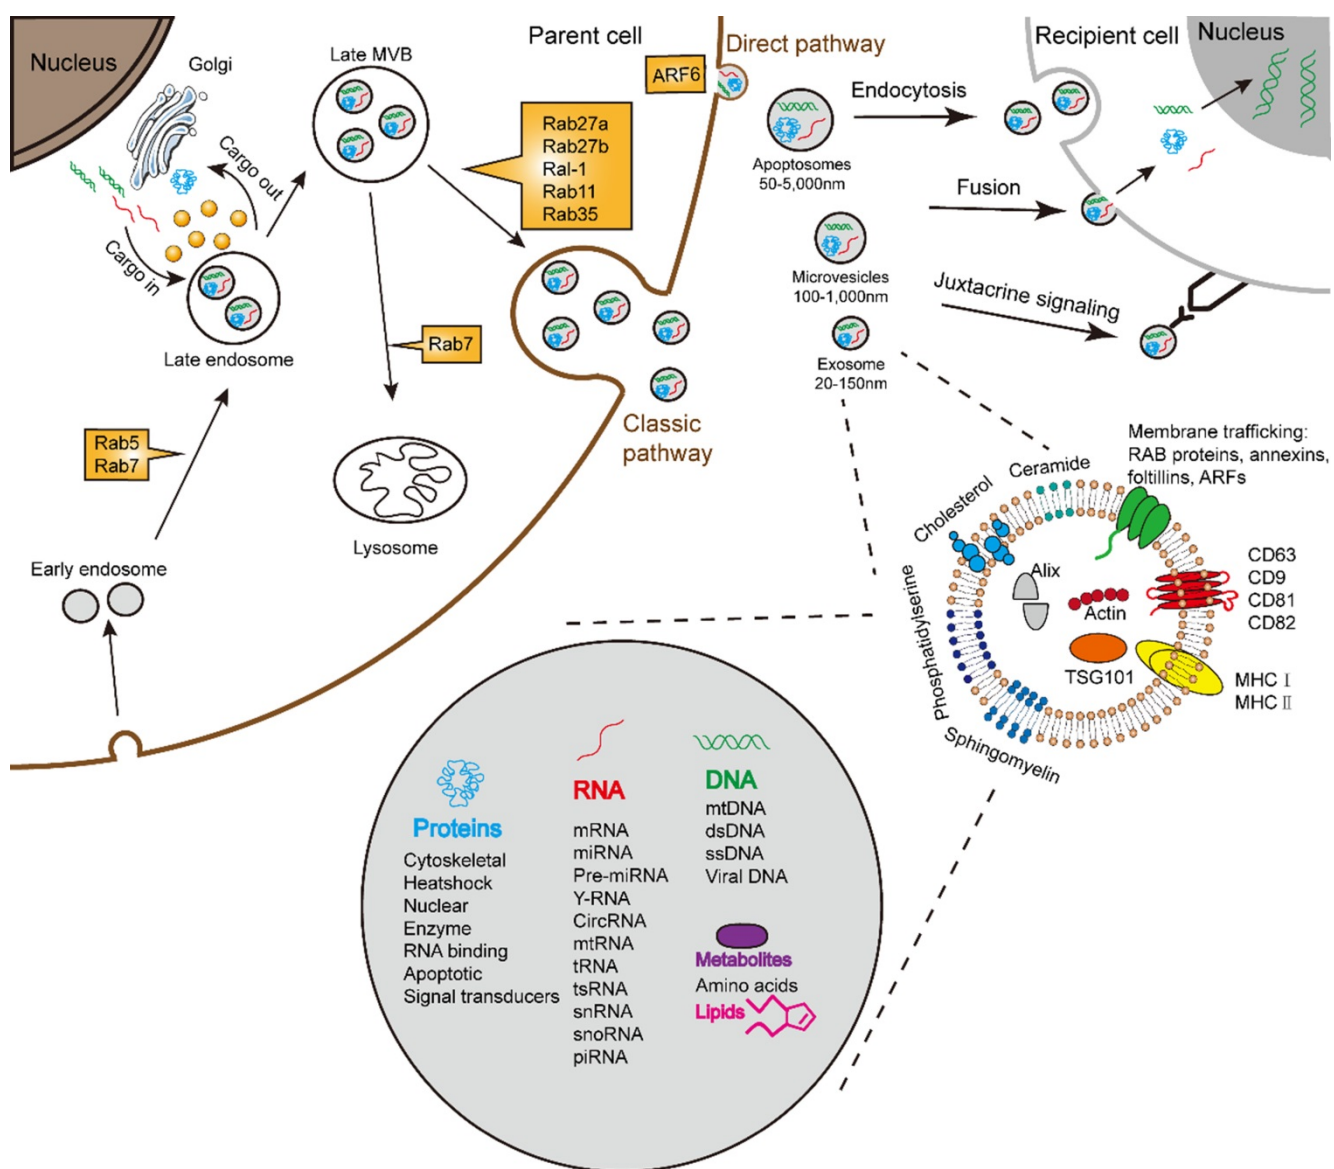 Nucleus
Golgi
Cargo out
Cargo in
Late endosome
Late MVB
Parent cell
ARF6
Direct pathway
Rab27a
Rab27b
Ral-1
Rab11
Rab35
Rab7
Classic
pathway
Lysosome
Rab5
Rab7
Early endosome
Apoptosomes
50-5,000nm
Microvesicles
100-1,000nm
Exosome
20-150nm
Endocytosis
Fusion
Juxtacrine signaling
Recipient cell
Nucleus
Membrane trafficking:
RAB proteins, annexins,
foltillins, ARFs
Ceramide
Cholesterol
Phosphatidylserine
Sphingomyelin
Alix
Actin
TSG101
CD63
CD9
CD81
CD82
MHC Ⅰ
MHC Ⅱ
Proteins
Cytoskeletal
Heatshock
Nuclear
Enzyme
RNA binding
Apoptotic
Signal transducers
RNA
mRNA
miRNA
Pre-miRNA
Y-RNA
CircRNA
mtRNA
tRNA
tsRNA
snRNA
snoRNA
piRNA
DNA
mtDNA
dsDNA
ssDNA
Viral DNA
Metabolites
Amino acids
Lipids